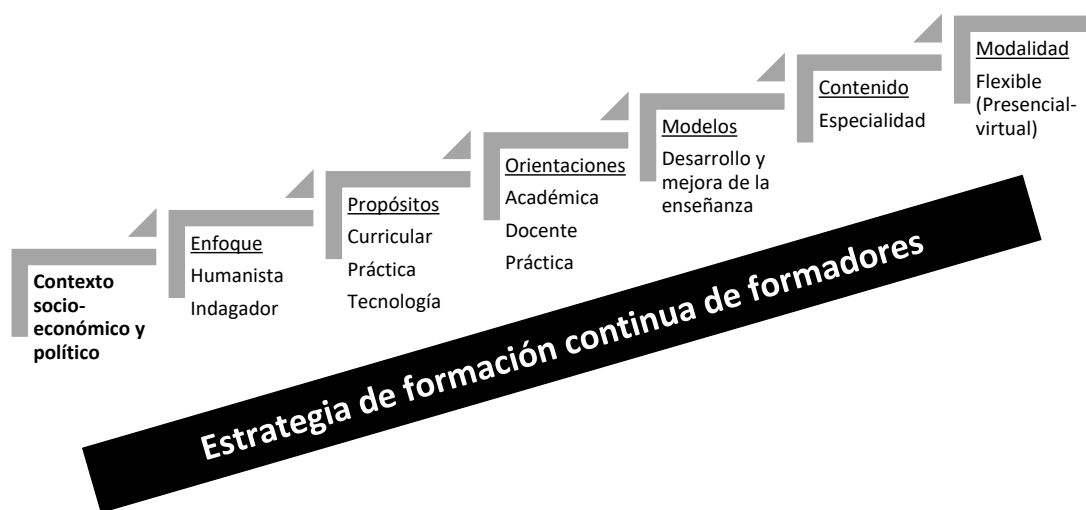 Contexto
socio-
económico y
político
Enfoque
Humanista
Indagador
Propósitos
Curricular
Práctica
Tecnología
Orientaciones
Académica
Docente
Práctica
Modelos
Desarrollo y
mejora de la
enseñanza
Contenido
Especialidad
Modalidad
Flexible
(Presencial-
virtual)
Estrategia de formación continua de formadores